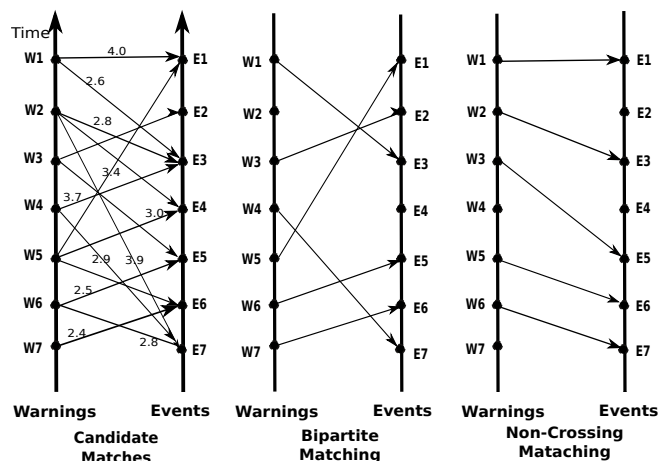 Time
W1
4.0
E1
2.6
W2
2.8
E2
W3
3.4
E3
3.7
W4
3.0
E4
W5
2.9
3.9
E5
2.5
W6
E6
2.4
W7
2.8
E7
Warnings
Events
Candidate
Matches
W1
E1
W2
E2
W3
E3
W4
E4
W5
E5
W6
E6
W7
E7
Warnings
Events
Bipartite
Matching
W1
E1
W2
E2
W3
E3
W4
E4
W5
E5
W6
E6
W7
E7
Warnings
Events
Non-Crossing
Mataching